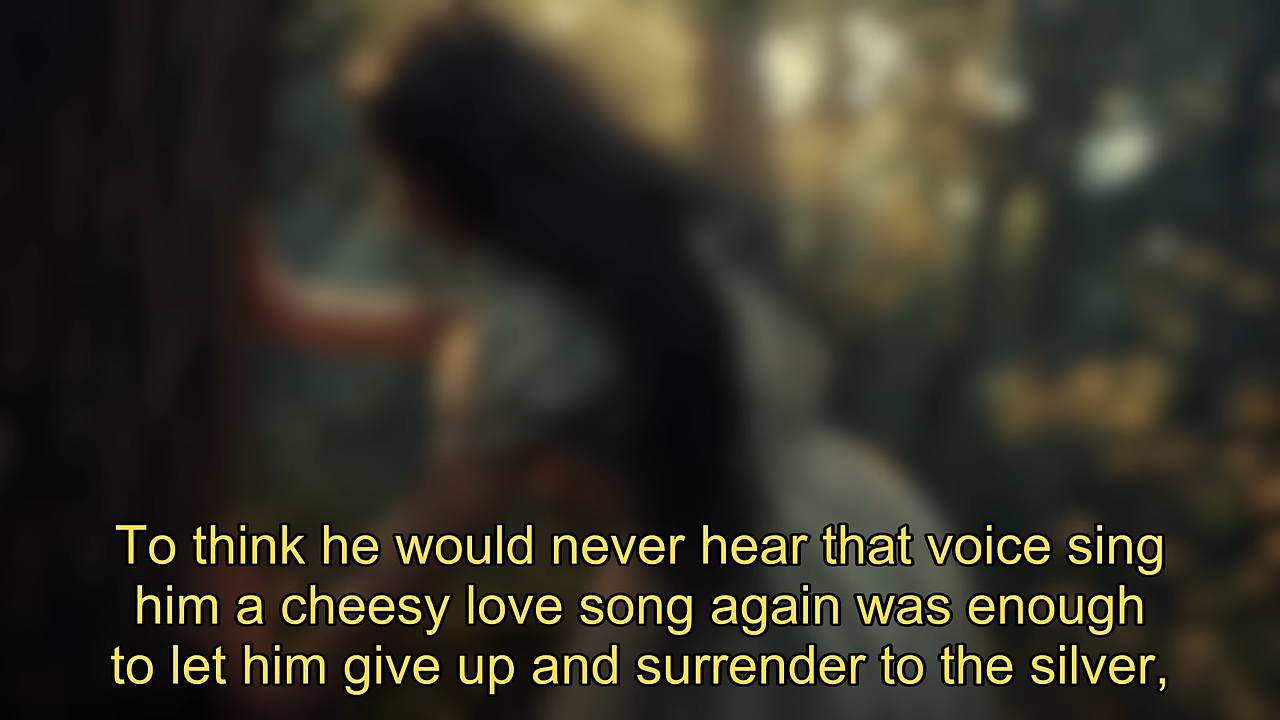 To think he would never hear that voice sing
him a cheesy love song again was enough
to let him give up and surrender to the silver,